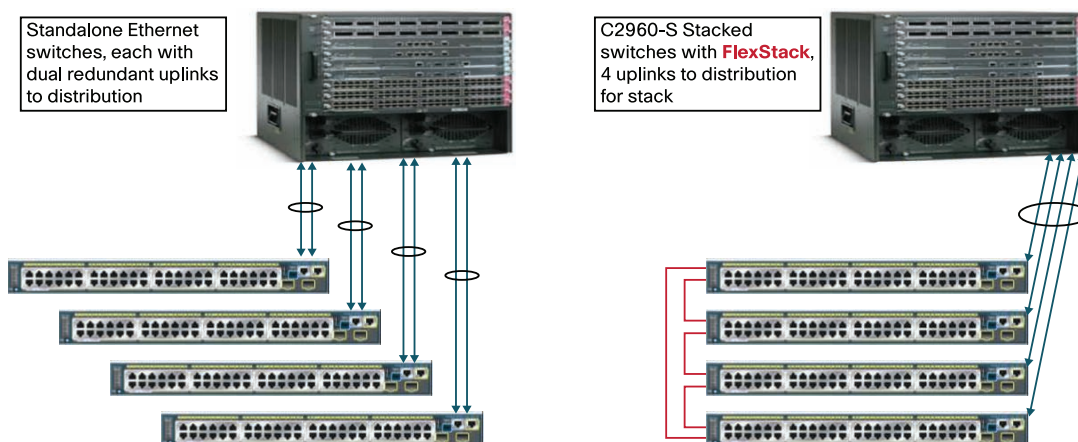 Standalone Ethernet
switches, each with
dual redundant uplinks
to distribution
C2960-S Stacked
switches with FlexStack,
4 uplinks to distribution
for stack